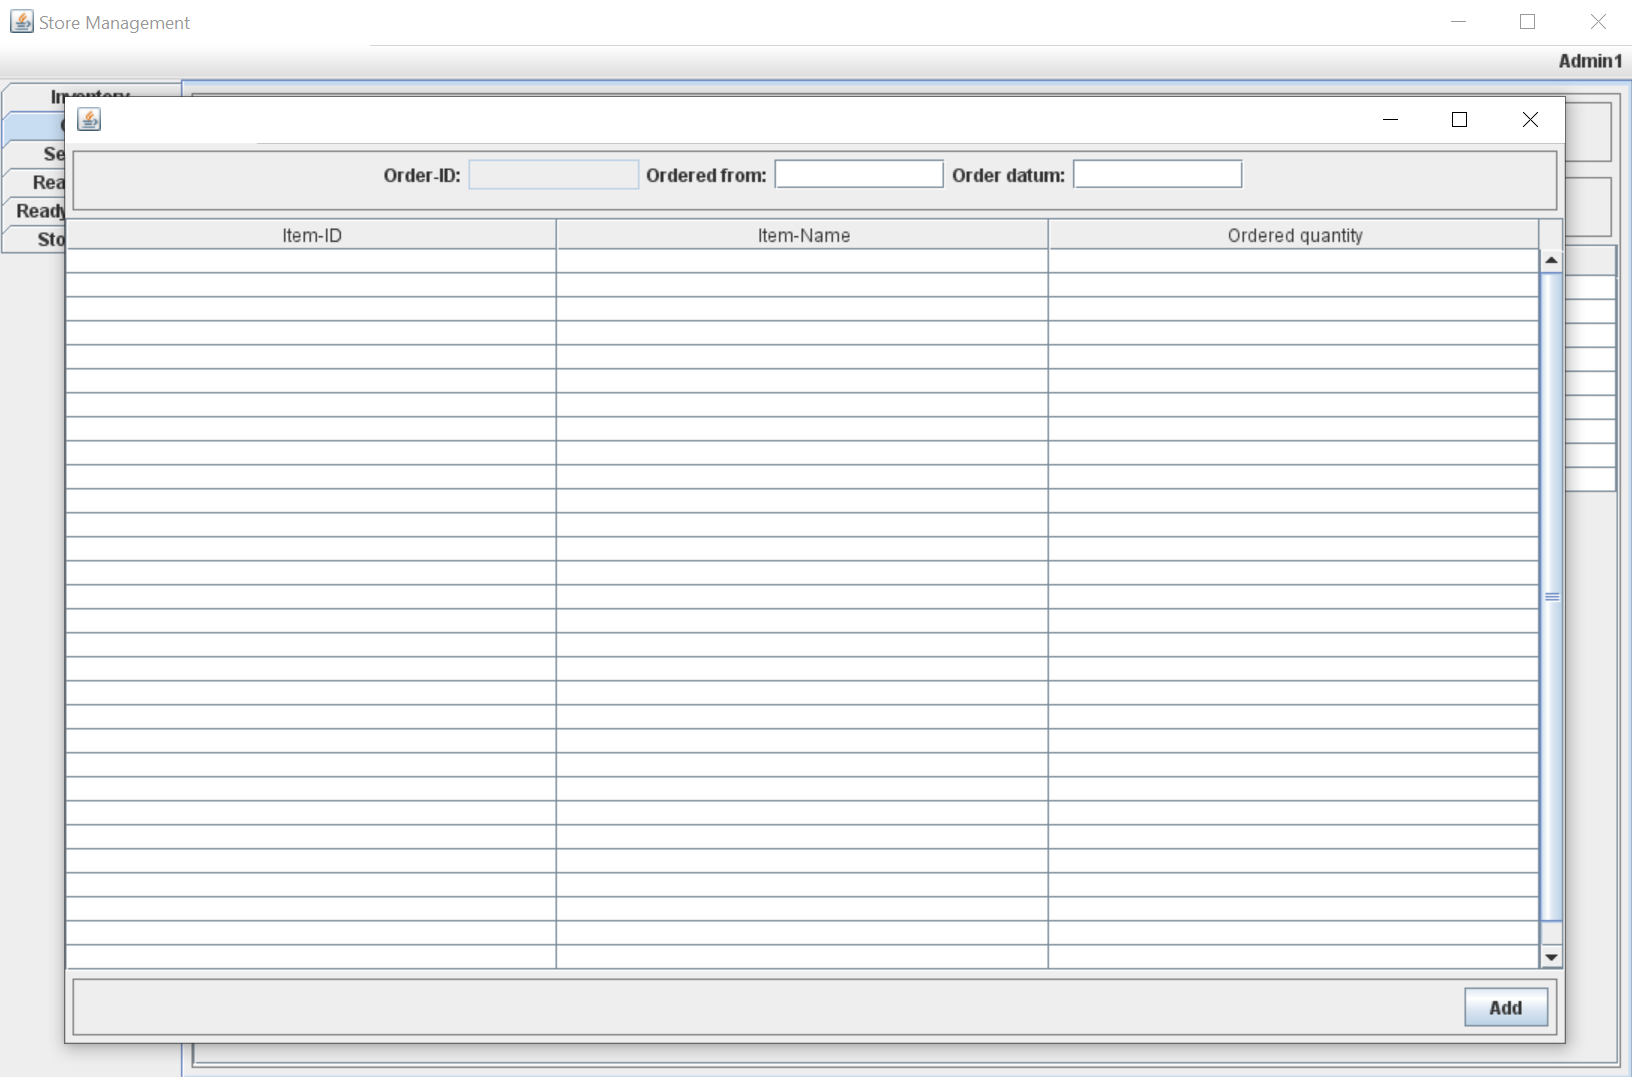 Store Management
Admin1
Inventory
Se
Rea
Ready
Sto
Order-ID: Ordered from: Order datum:
Item-ID Item-Name Ordered quantity
Add